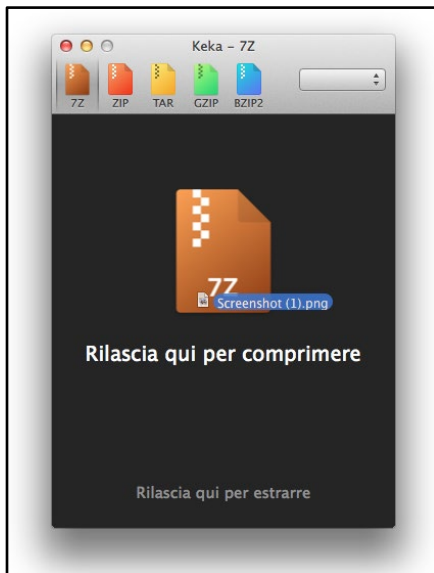 Keka – 7Z
7Z ZIP TAR GZIP BZIP2
7Z
Screenshot (1).png
Rilascia qui per comprimere
Rilascia qui per estrarre